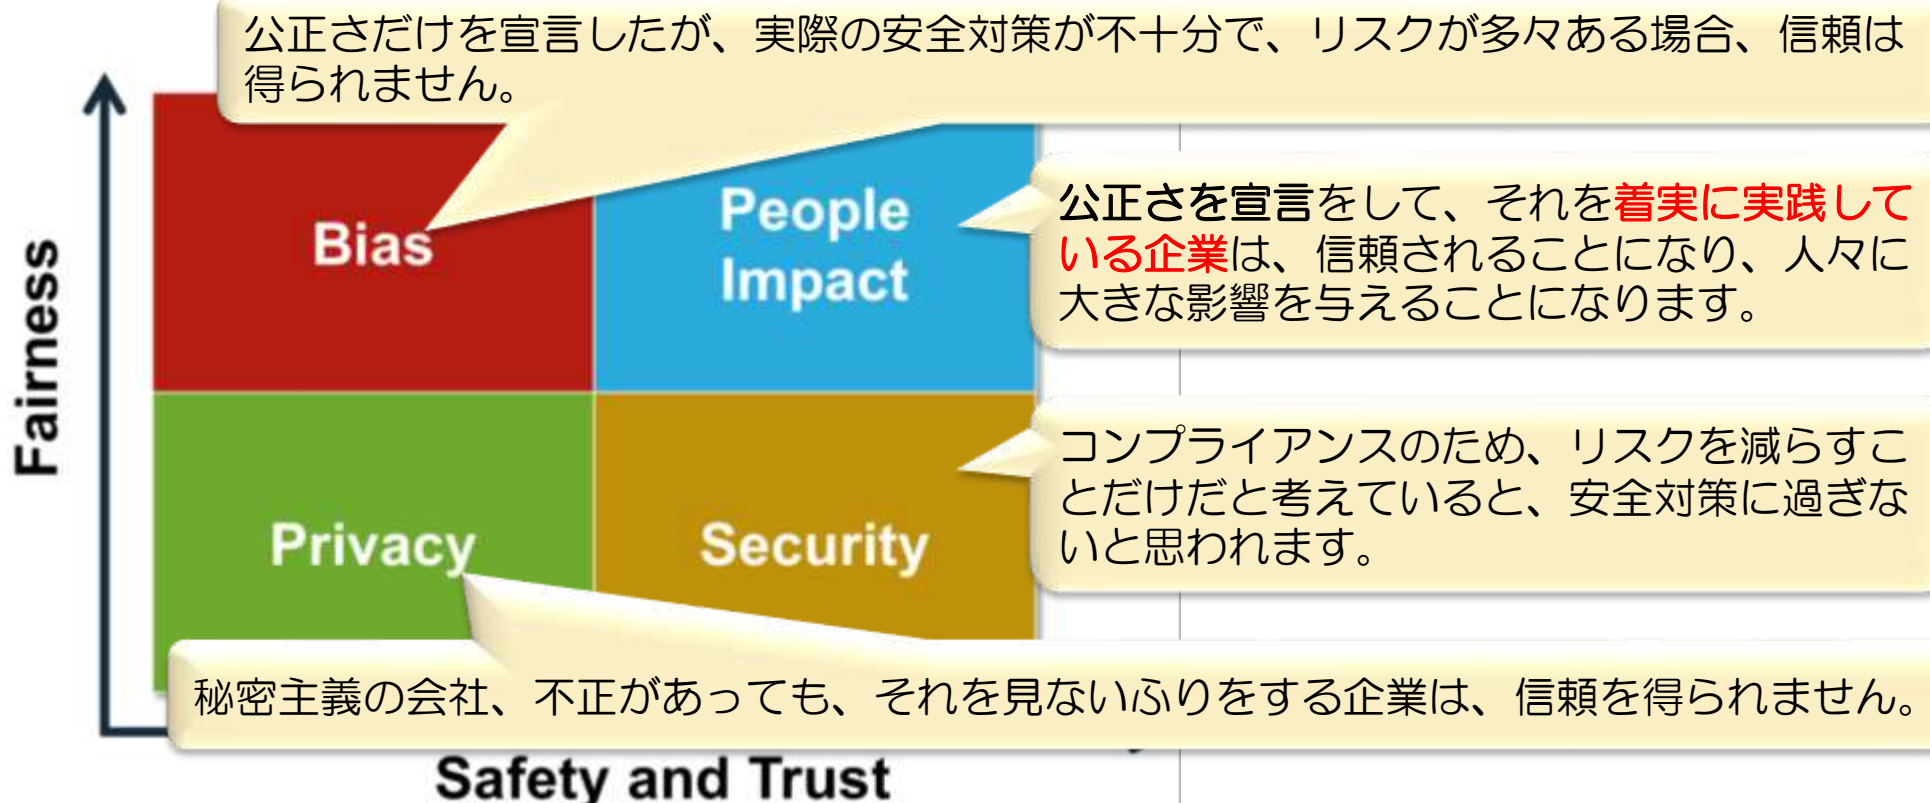 公正さだけを宣言したが、実際の安全対策が不十分で、リスクが多々ある場合、信頼は
得られません。
Fairness
Bias
People
Impact
公正さを宣言をして、それを着実に実践して
いる企業は、信頼されることになり、人々に
大きな影響を与えることになります。
Privacy
Security
コンプライアンスのため、リスクを減らすこ
とだけだと考えていると、安全対策に過ぎな
いと思われます。
秘密主義の会社、不正があっても、それを見ないふりをする企業は、信頼を得られません。
Safety and Trust